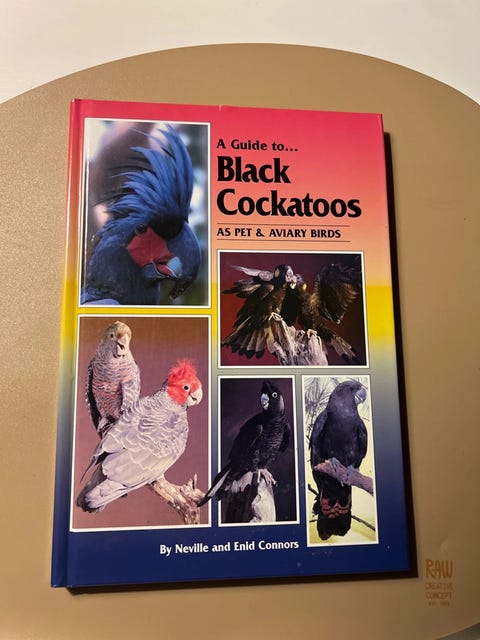 A Guide to...
Black
Cockatoos
AS PET & AVIARY BIRDS
By Neville and Enid Connors
RAW
CREATIVE
CONCEPT